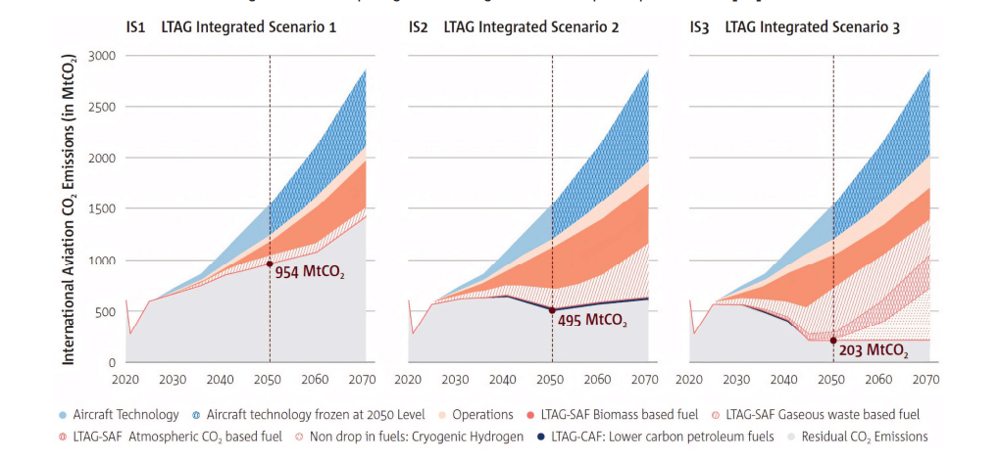 IS1 LTAG Integrated Scenario 1
IS2 LTAG Integrated Scenario 2
IS3 LTAG Integrated Scenario 3
International Aviation CO₂ Emissions (in MtCO₂)
3000
2500
2000
1500
1000
500
0
954 MtCO₂
495 MtCO₂
203 MtCO₂
2020 2030 2040 2050 2060 2070
2020 2030 2040 2050 2060 2070
2020 2030 2040 2050 2060 2070
Aircraft Technology Aircraft technology frozen at 2050 Level Operations LTAG-SAF Biomass based fuel LTAG-SAF Gaseous waste based fuel
LTAG-SAF Atmospheric CO₂ based fuel Non drop in fuels: Cryogenic Hydrogen LTAG-CAF: Lower carbon petroleum fuels Residual CO₂ Emissions